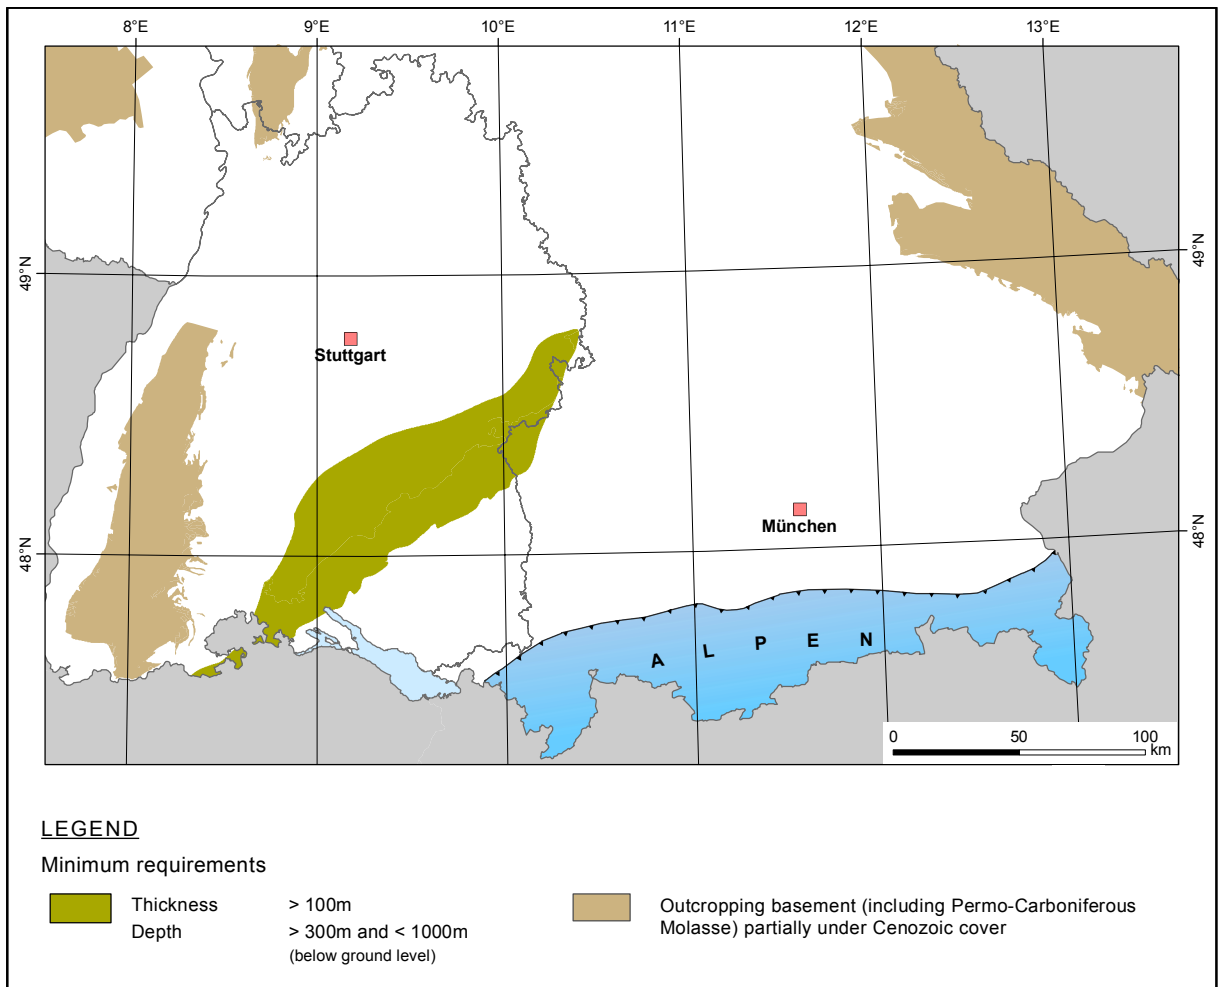 8°E 9°E 10°E 11°E 12°E 13°E
49°N
49°N
Stuttgart
München
48°N
48°N
A L P E N
0 50 100
km
LEGEND
Minimum requirements
Thickness > 100m
Depth > 300m and < 1000m
(below ground level)
Outcropping basement (including Permo-Carboniferous
Molasse) partially under Cenozoic cover